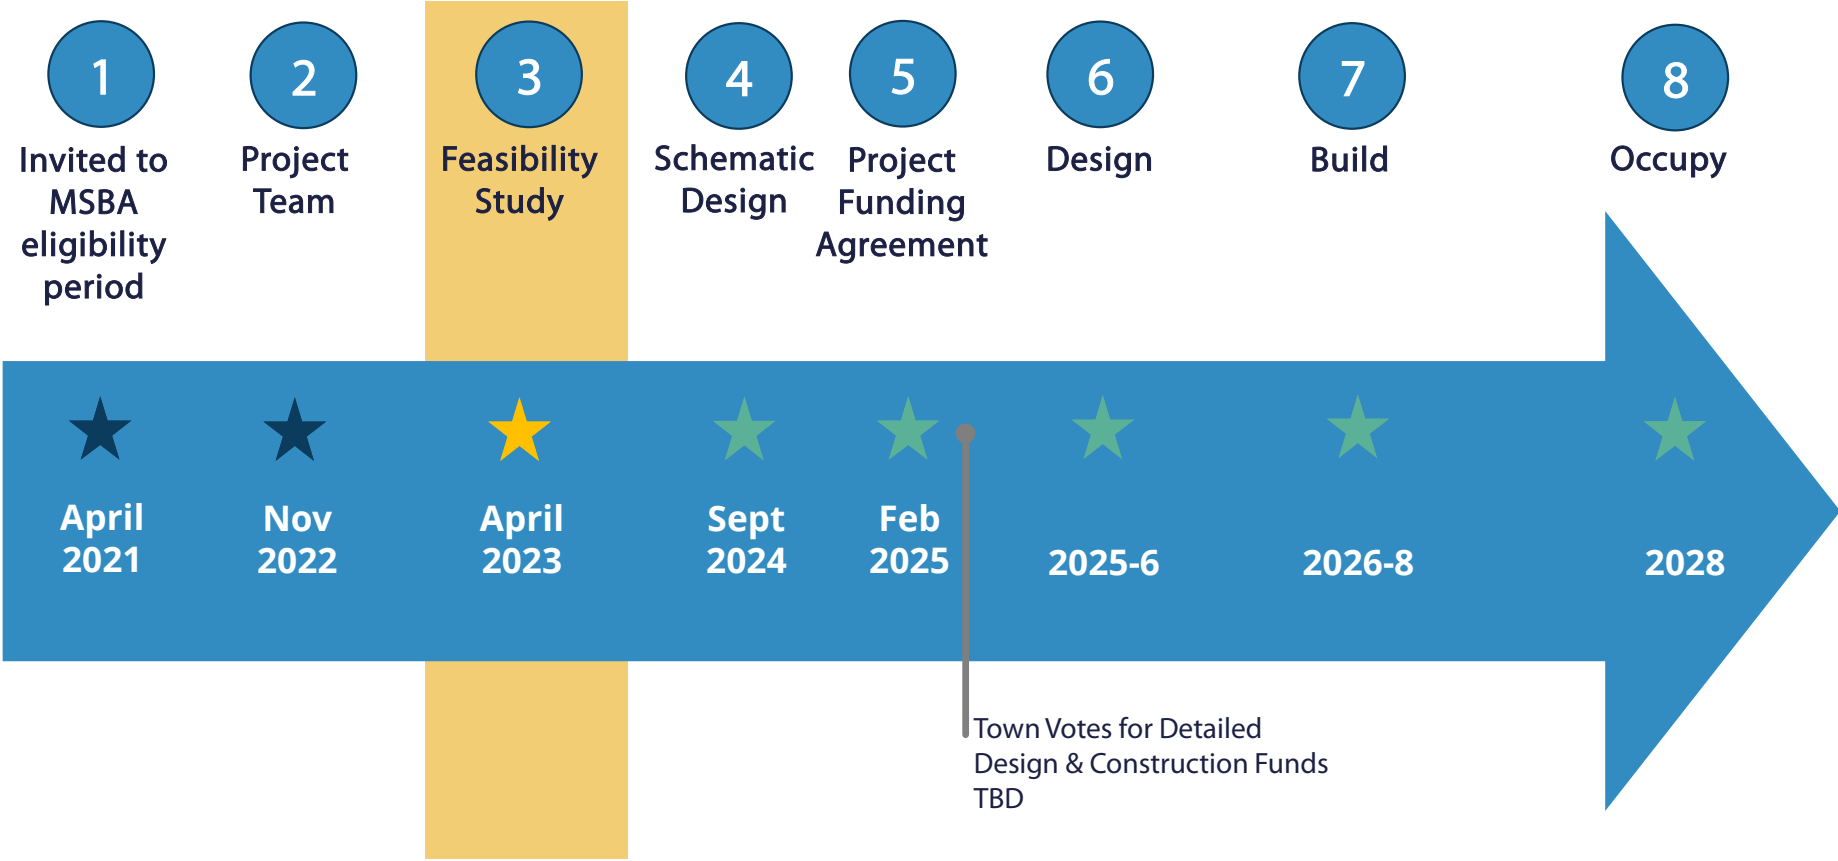 1
Invited to
MSBA
eligibility
period
2
Project
Team
3
Feasibility
Study
4
Schematic
Design
5
Project
Funding
Agreement
6
Design
7
Build
8
Occupy
April
2021
Nov
2022
April
2023
Sept
2024
Feb
2025
2025-6
2026-8
2028
Town Votes for Detailed
Design & Construction Funds
TBD